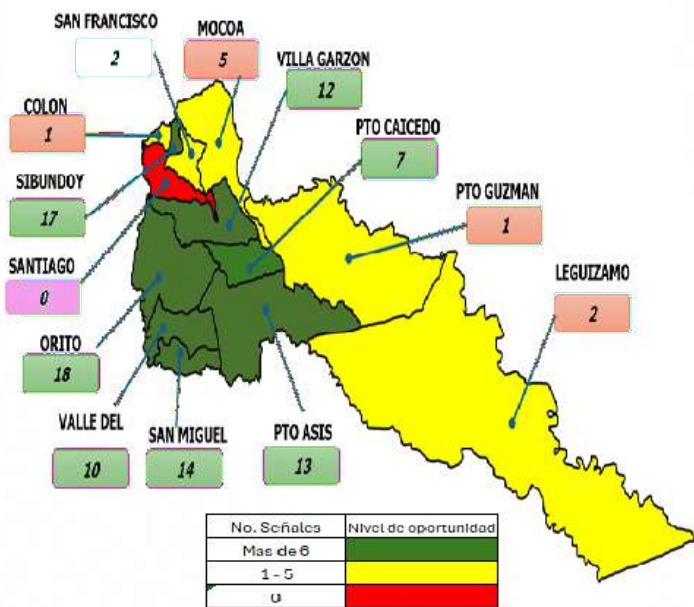 SAN FRANCISCO
2
MOCOA
5
VILLA GARZON
12
COLON
1
PTO CAICEDO
7
SIBUNDOY
17
PTO GUZMAN
1
SANTIAGO
0
LEGUIZAMO
2
ORITO
18
VALLE DEL
10
SAN MIGUEL
14
PTO ASIS
13
No. Señales Nivel de oportunidad
Mas de 6
1 - 5
0